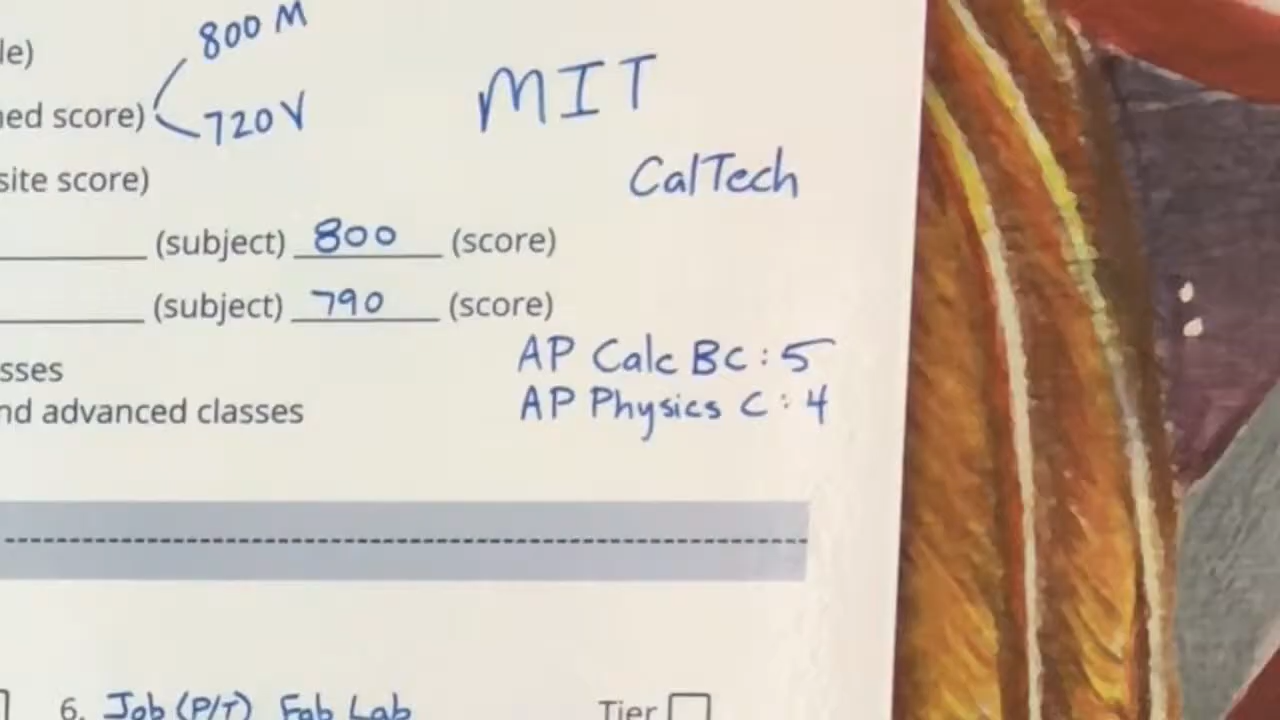 800 M
le)
MIT
ed score)
720 V
CalTech
site score)
(subject) 800 (score)
(subject) 790 (score)
AP Calc BC: 5
sses
AP Physics C: 4
nd advanced classes
6. Job (P/T) Fab Lab Tier